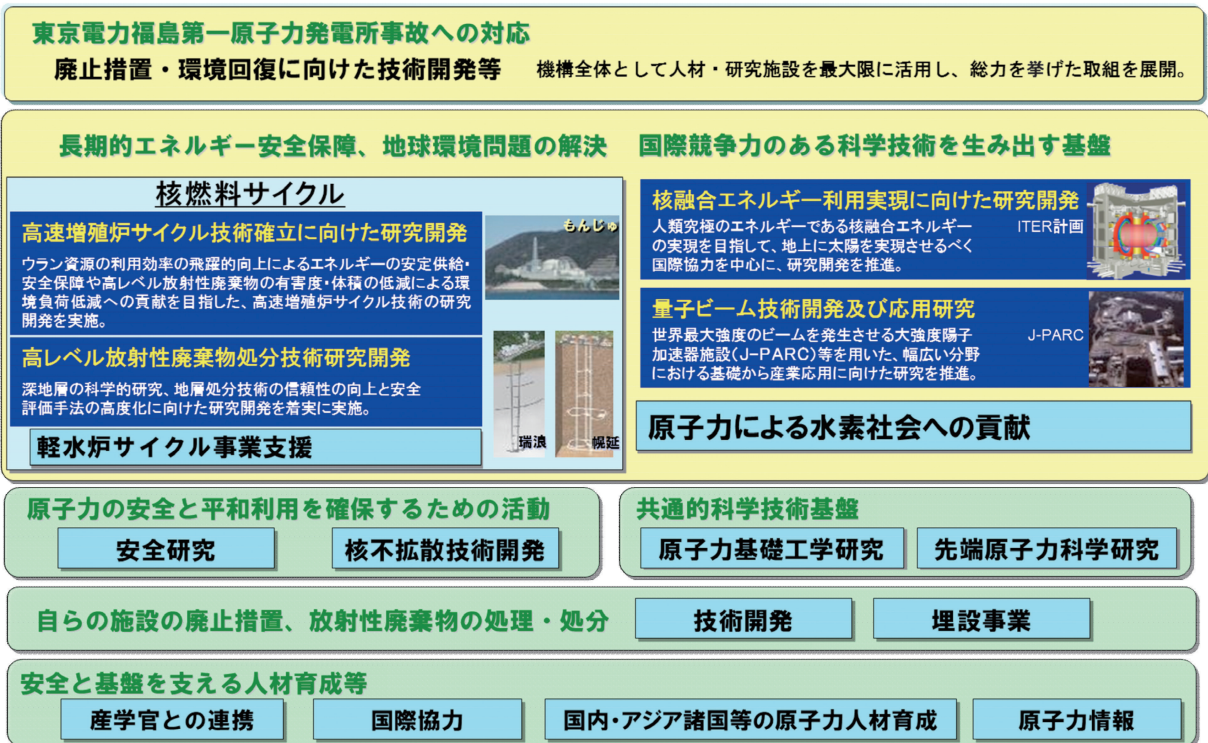 東京電力福島第一原子力発電所事故への対応
廃止措置・環境回復に向けた技術開発等 機構全体として人材・研究施設を最大限に活用し、総力を挙げた取組を展開。
長期的エネルギー安全保障、地球環境問題の解決
核燃料サイクル
高速増殖炉サイクル技術確立に向けた研究開発
ウラン資源の利用効率の飛躍的向上によるエネルギーの安定供給・
安全保障や高レベル放射性廃棄物の有害度・体積の低減による環
境負荷低減への貢献を目指した、高速増殖炉サイクル技術の研究
開発を実施。
もんじゅ
高レベル放射性廃棄物処分技術研究開発
深地層の科学的研究、地層処分技術の信頼性の向上と安全
評価手法の高度化に向けた研究開発を着実に実施。
瑞浪
幌延
軽水炉サイクル事業支援
国際競争力のある科学技術を生み出す基盤
核融合エネルギー利用実現に向けた研究開発
人類究極のエネルギーである核融合エネルギー
の実現を目指して、地上に太陽を実現させるべく
国際協力を中心に、研究開発を推進。
ITER計画
量子ビーム技術開発及び応用研究
世界最大強度のビームを発生させる大強度陽子
加速器施設(J-PARC)等を用いた、幅広い分野
における基礎から産業応用に向けた研究を推進。
J-PARC
原子力による水素社会への貢献
原子力の安全と平和利用を確保するための活動
安全研究
核不拡散技術開発
共通的科学技術基盤
原子力基礎工学研究
先端原子力科学研究
自らの施設の廃止措置、放射性廃棄物の処理・処分
技術開発
埋設事業
安全と基盤を支える人材育成等
産学官との連携
国際協力
国内・アジア諸国等の原子力人材育成
原子力情報